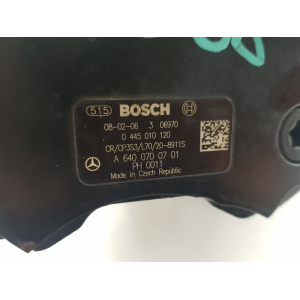 515 BOSCH
08-02-06 3 06970
0 445 010 120
CR/CP3S3/L70/20-8911S
A 640 070 07 01
PH 0011
Made in Czech Republic